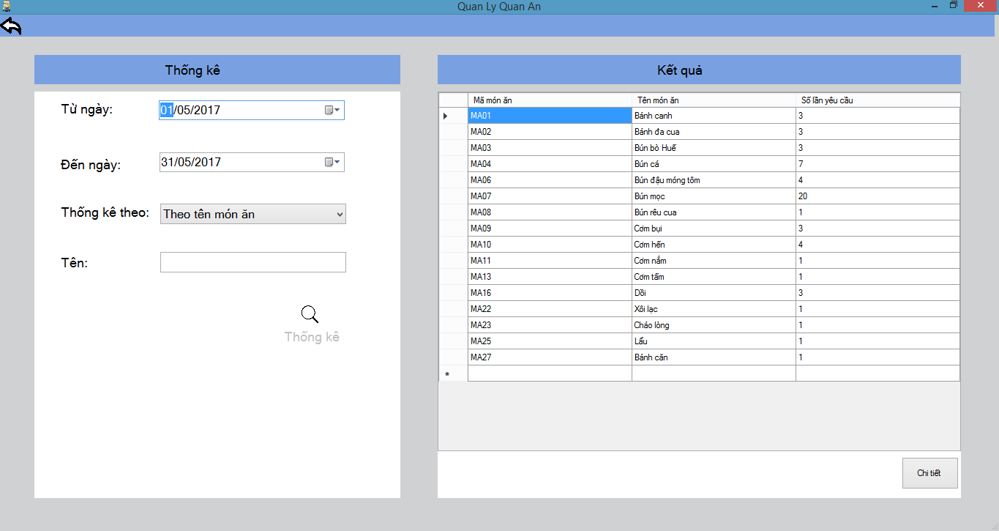 Quan Ly Quan An
Thống kê
Từ ngày: 01/05/2017
Đến ngày: 31/05/2017
Thống kê theo: Theo tên món ăn
Tên:
Thống kê
Kết quả
Mã món ăn Tên món ăn Số lần yêu cầu
MA01 Bánh canh 3
MA02 Bánh đa cua 3
MA03 Bún bò Huế 3
MA04 Bún cá 7
MA06 Bún đậu móng tôm 4
MA07 Bún mọc 20
MA08 Bún rêu cua 1
MA09 Cơm bụi 3
MA10 Cơm hến 4
MA11 Cơm nắm 1
MA13 Cơm tấm 1
MA16 Dồi 3
MA22 Xôi lạc 1
MA23 Cháo lòng 1
MA25 Lẩu 1
MA27 Bánh căn 1
*
Chi tiết